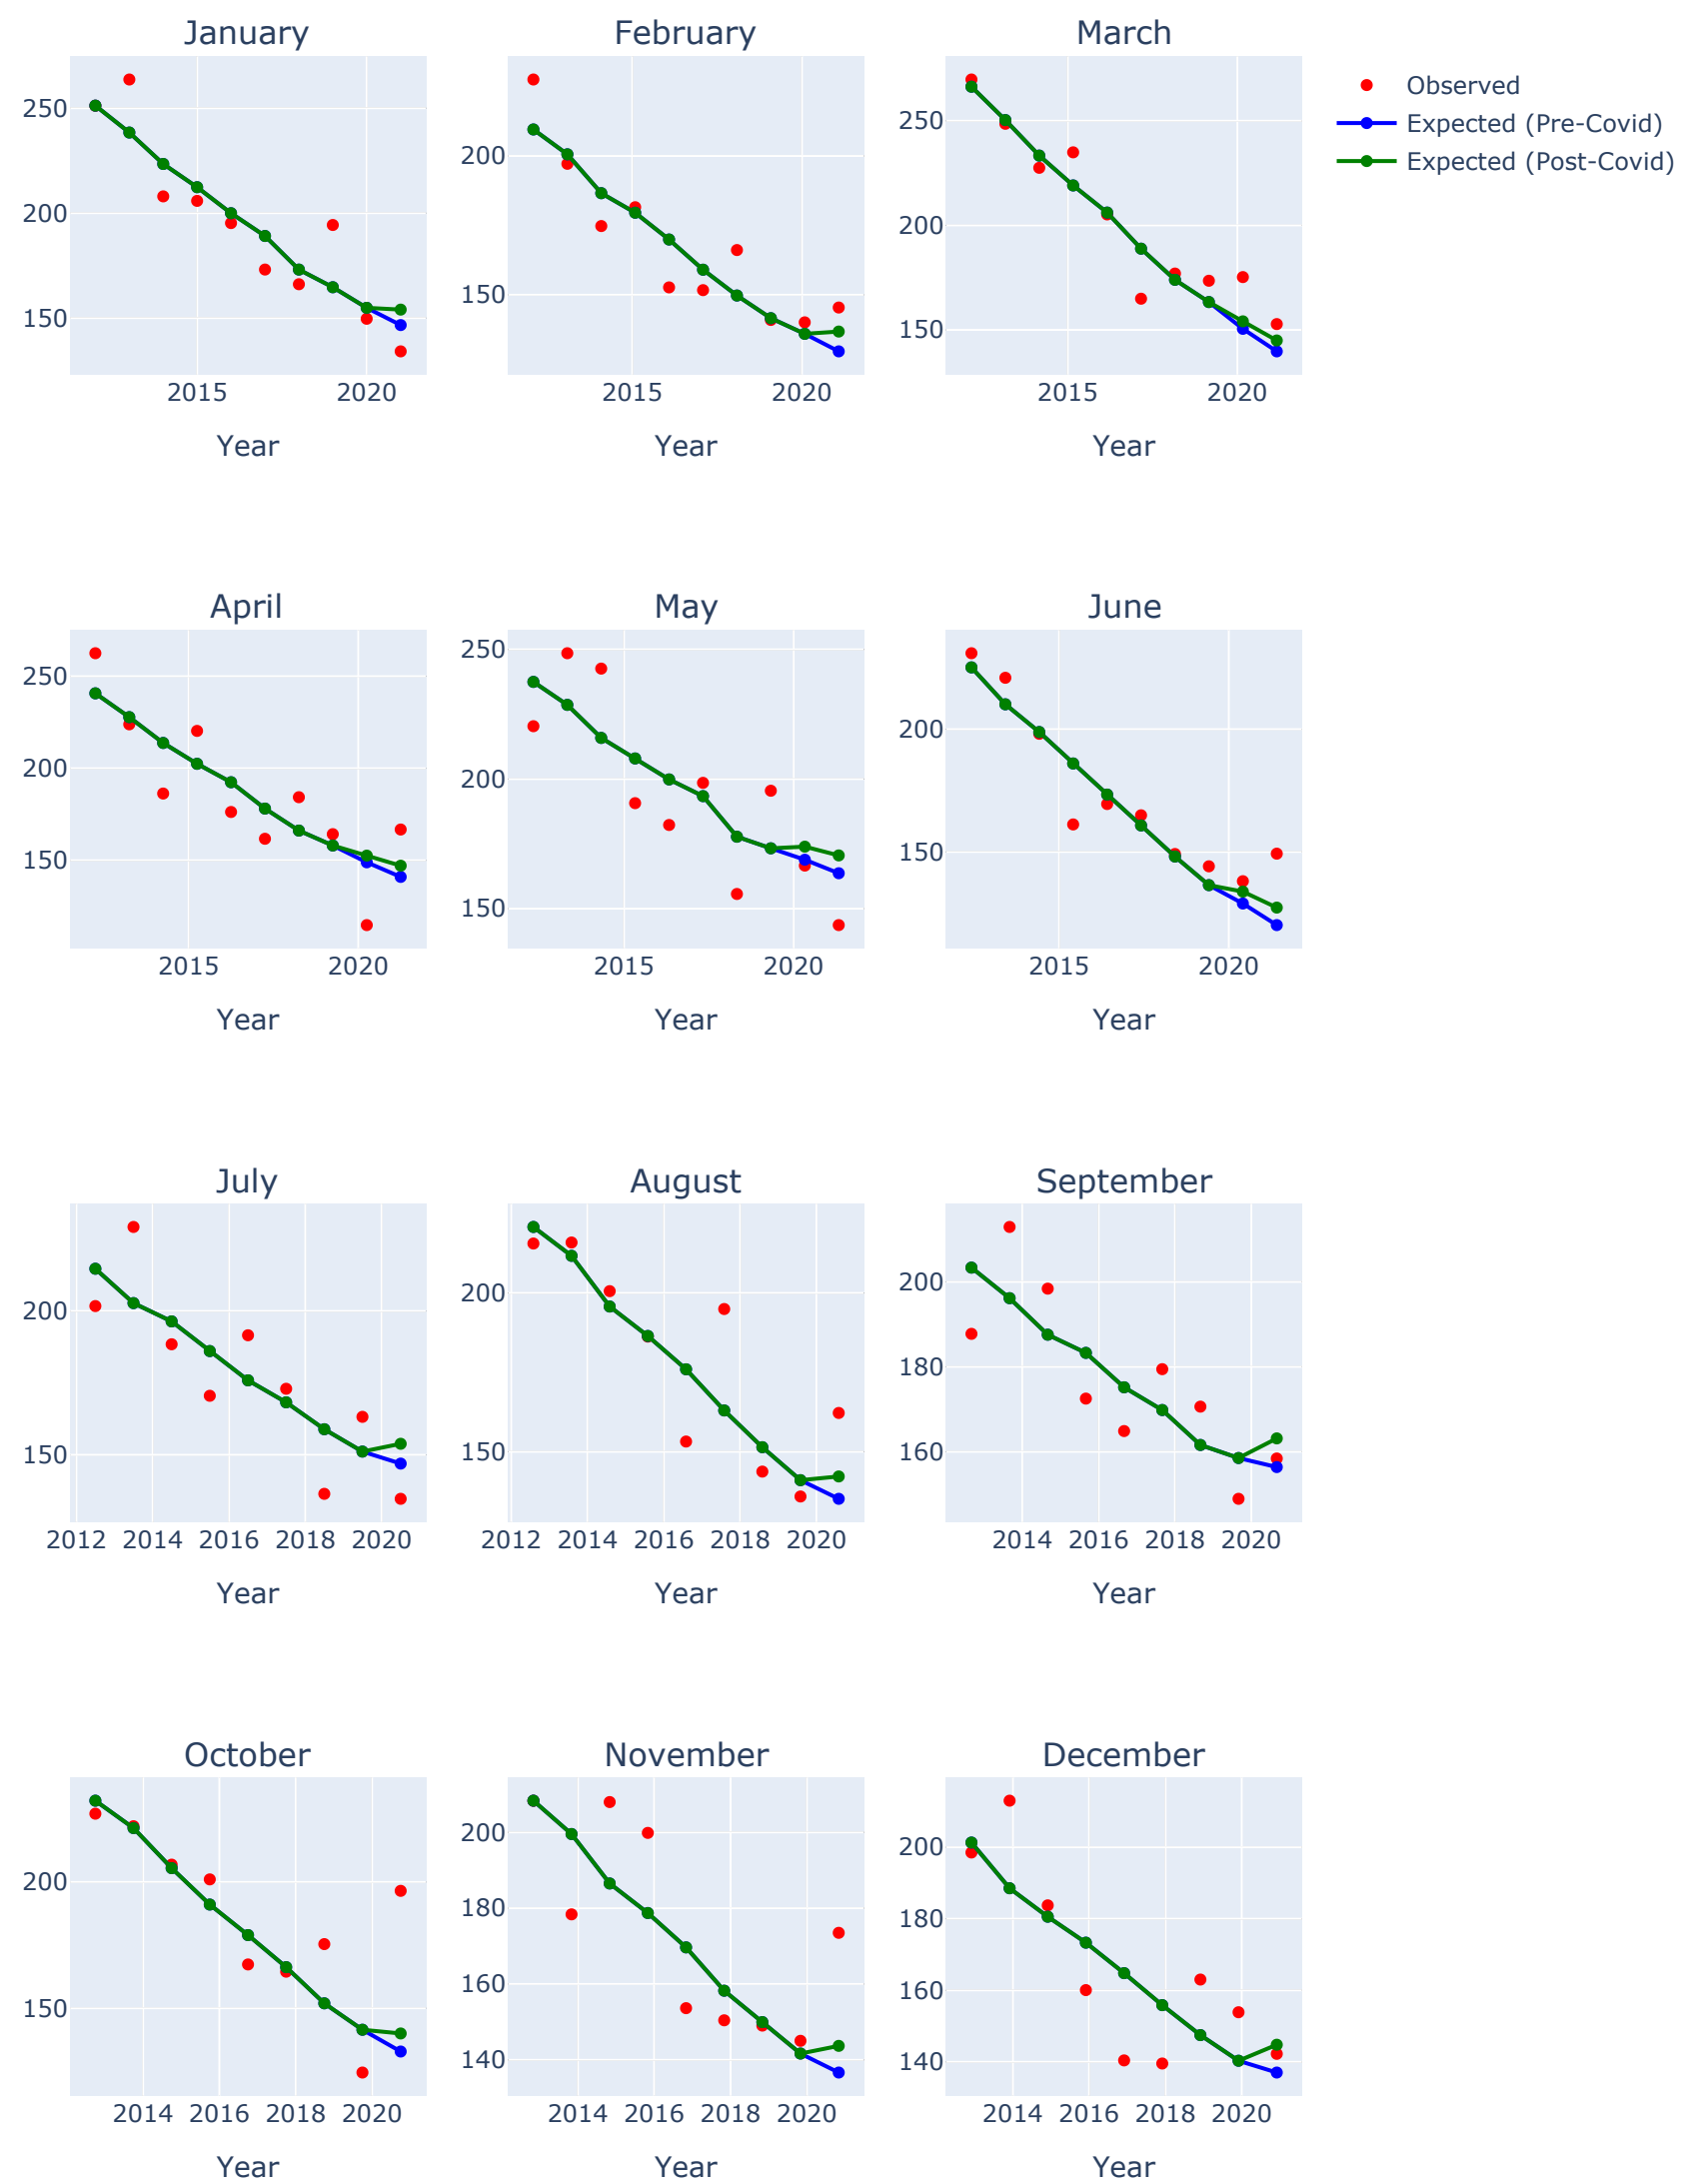 January
February
March
250
200
150
2015
2020
Year
200
150
2015
2020
Year
250
200
150
2015
2020
Year
Observed
Expected (Pre-Covid)
Expected (Post-Covid)
April
May
June
250
200
150
2015
2020
Year
250
200
150
2015
2020
Year
200
150
2015
2020
Year
July
August
September
200
150
2012
2014
2016
2018
2020
Year
200
150
2012
2014
2016
2018
2020
Year
200
180
160
2014
2016
2018
2020
Year
October
November
December
200
150
2014
2016
2018
2020
Year
200
180
160
140
2014
2016
2018
2020
Year
200
180
160
140
2014
2016
2018
2020
Year